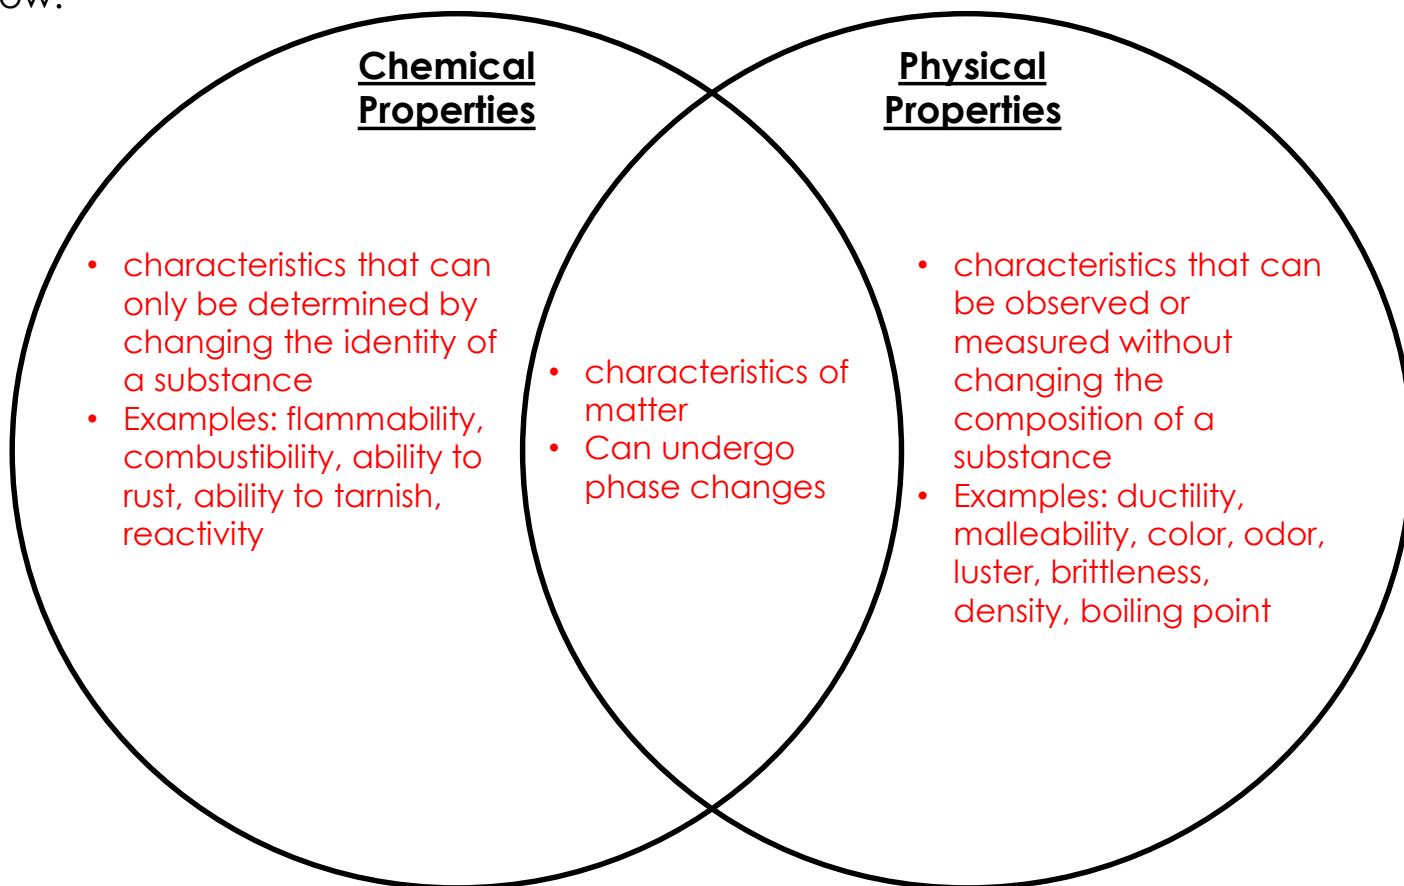 ow:
Chemical
Properties
• characteristics that can
only be determined by
changing the identity of
a substance
• Examples: flammability,
combustibility, ability to
rust, ability to tarnish,
reactivity
• characteristics of
matter
• Can undergo
phase changes
Physical
Properties
• characteristics that can
be observed or
measured without
changing the
composition of a
substance
• Examples: ductility,
malleability, color, odor,
luster, brittleness,
density, boiling point